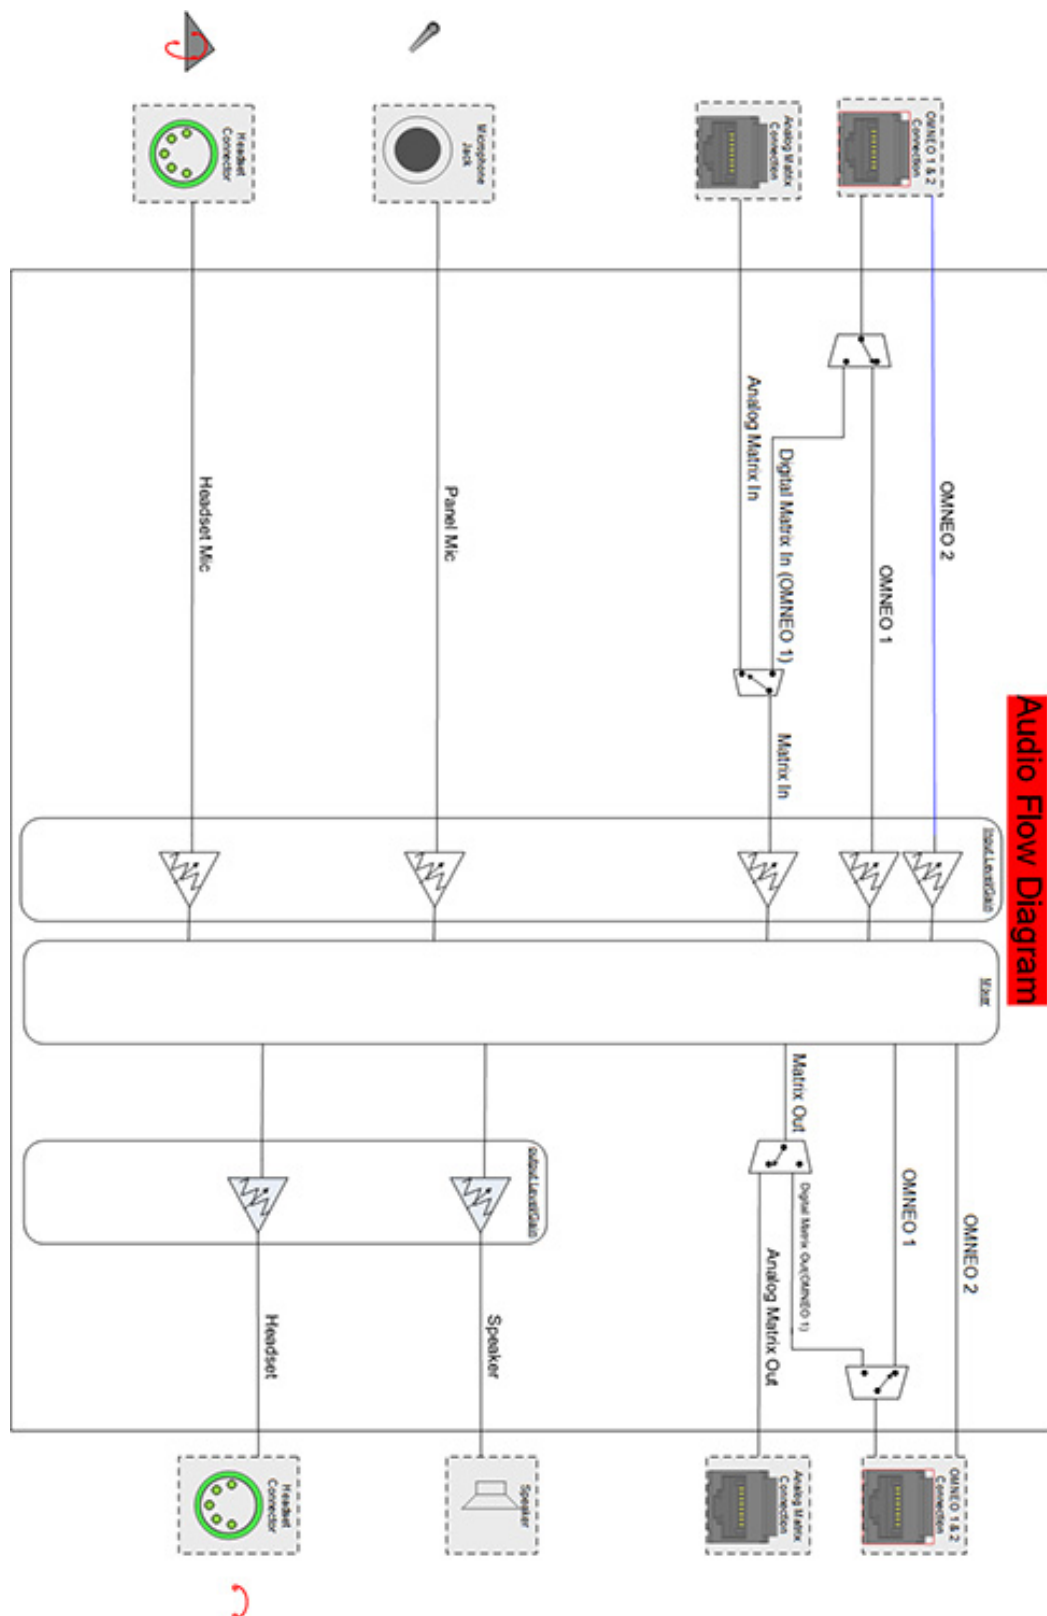 Audio Flow Diagram
OMNEO 1 & 2
Connection
Analog Matrix
Connection
Microphone
Jack
Headset
Connector
OMNEO 2
OMNEO 1
Digital Matrix In (OMNEO 1)
Analog Matrix In
Matrix In
Panel Mic
Headset Mic
Input Level/Gain
Mixer
output Level/Gain
OMNEO 2
OMNEO 1
Matrix Out
Digital Matrix Out(OMNEO 1)
Analog Matrix Out
Speaker
Headset
OMNEO 1 & 2
Connection
Analog Matrix
Connection
Speaker
Headset
Connector